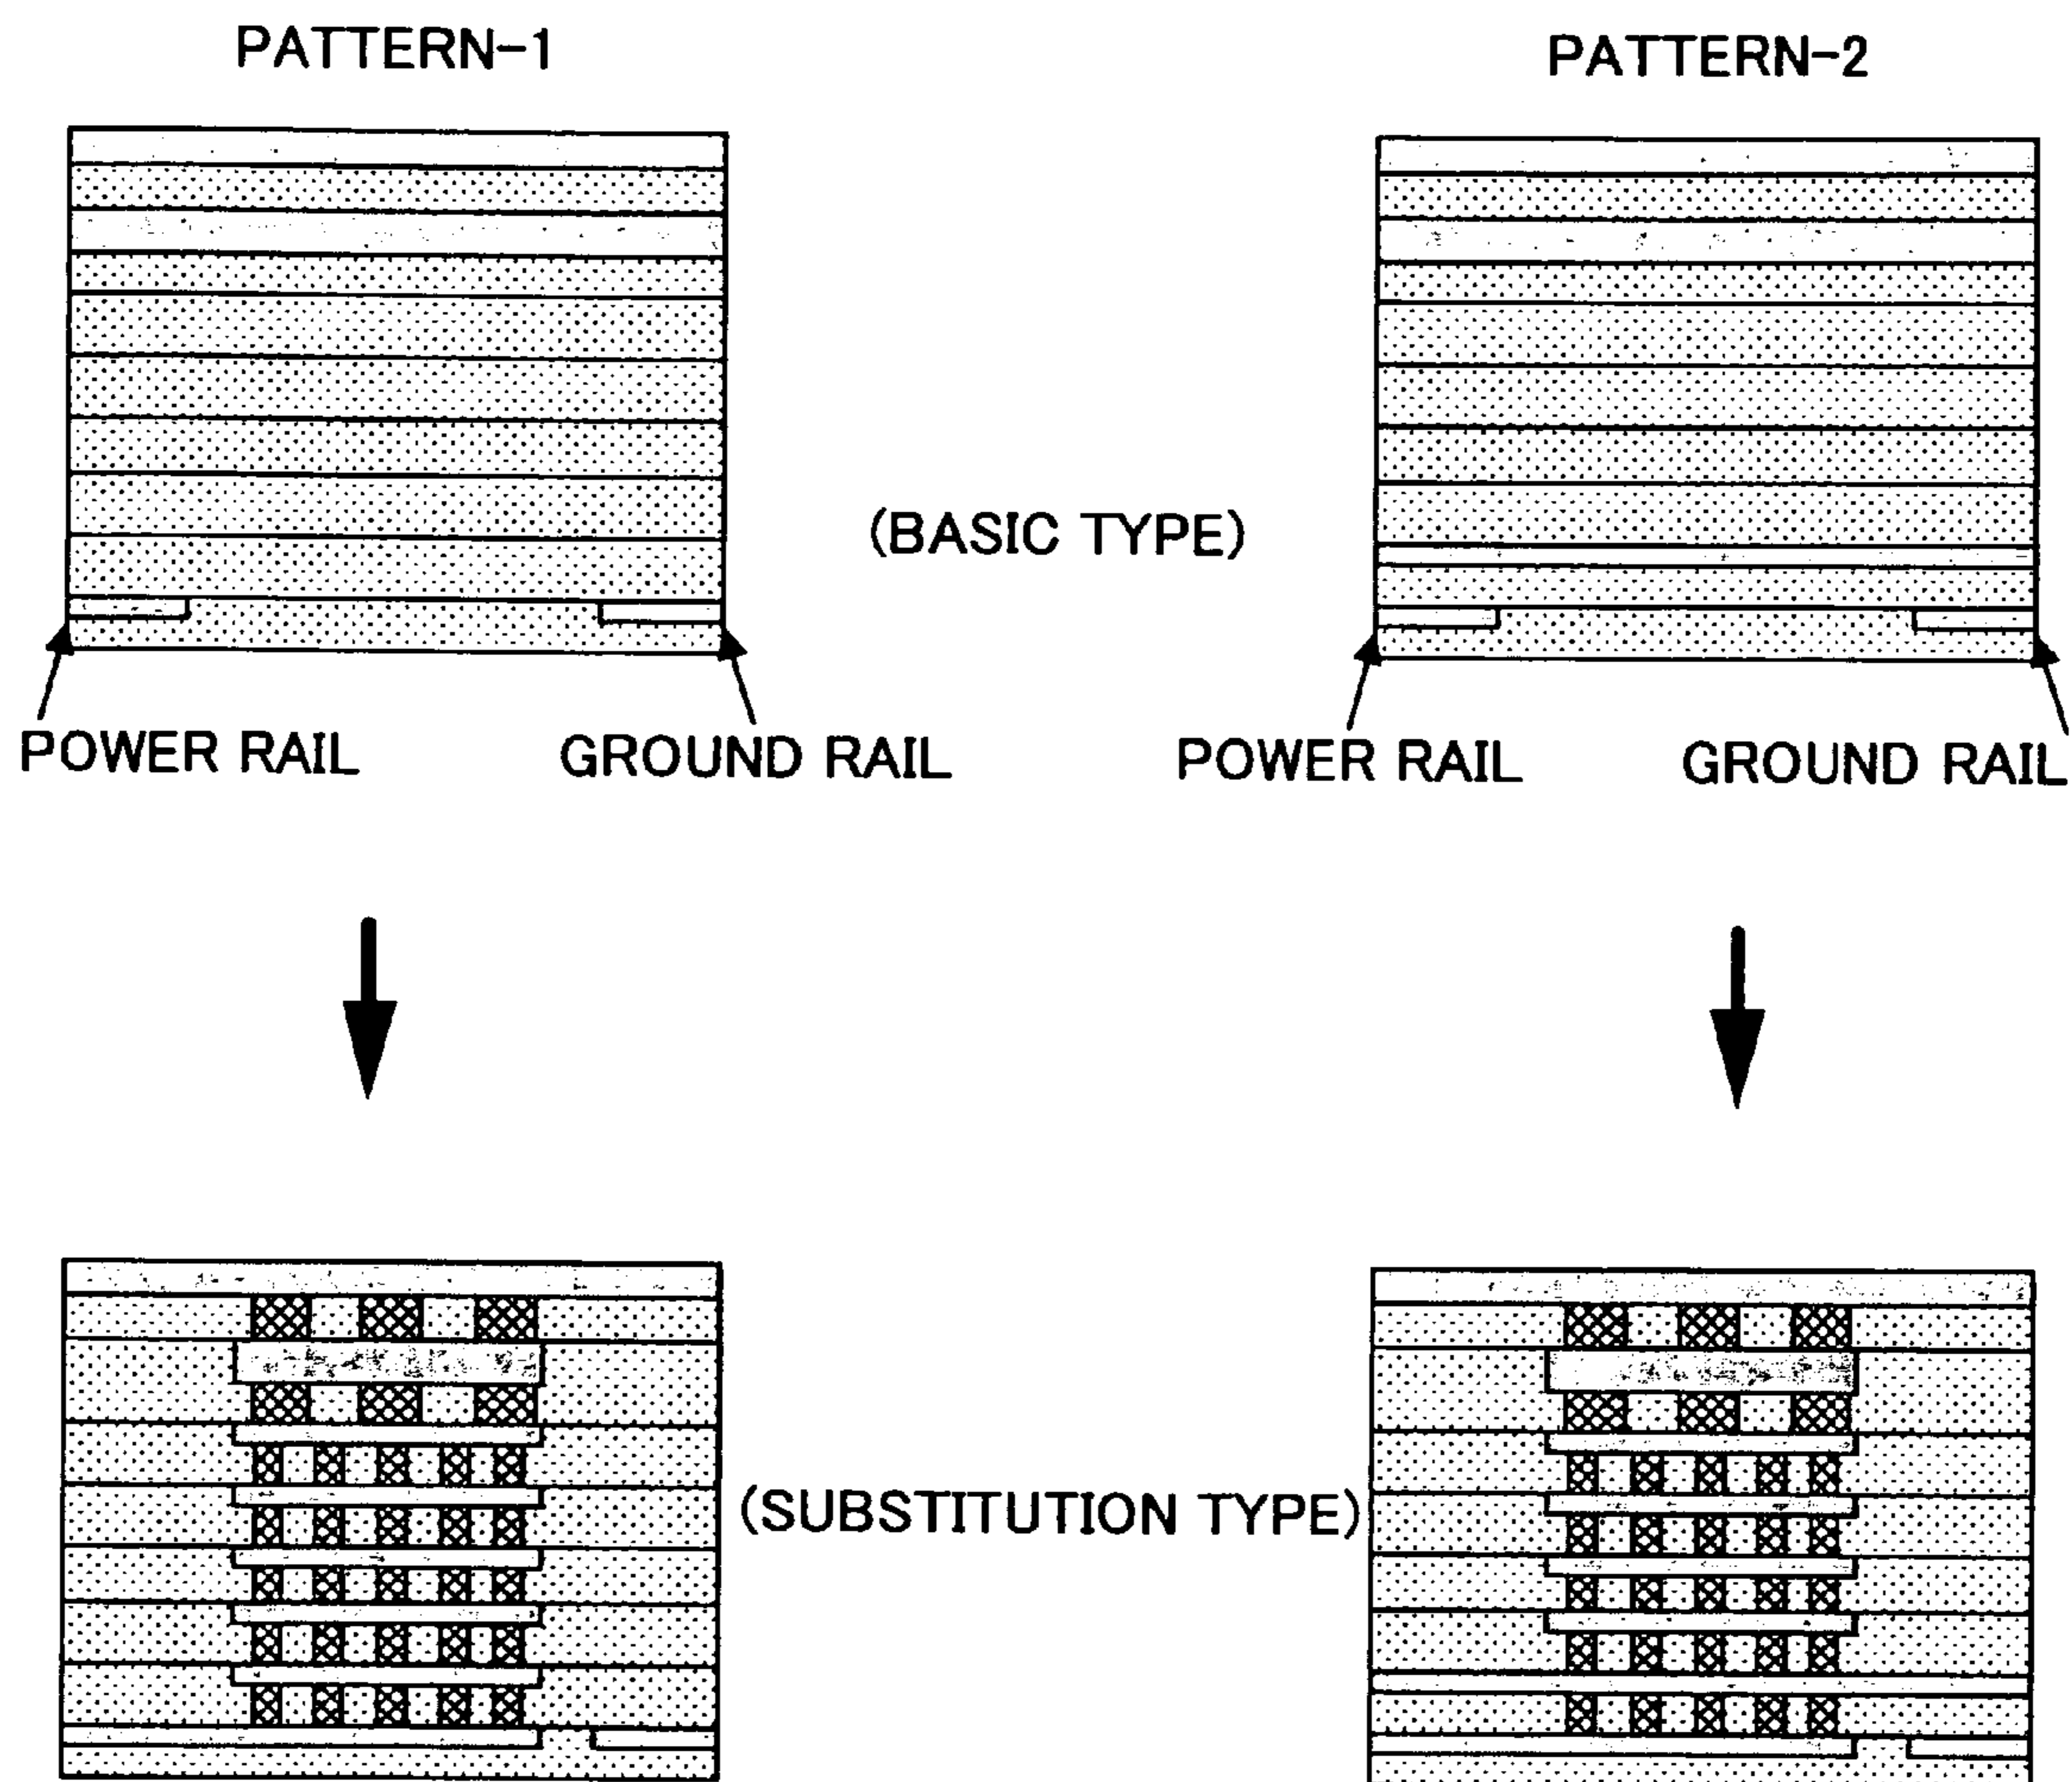 PATTERN-1
PATTERN-2
(BASIC TYPE)
POWER RAIL
GROUND RAIL
POWER RAIL
GROUND RAIL
(SUBSTITUTION TYPE)